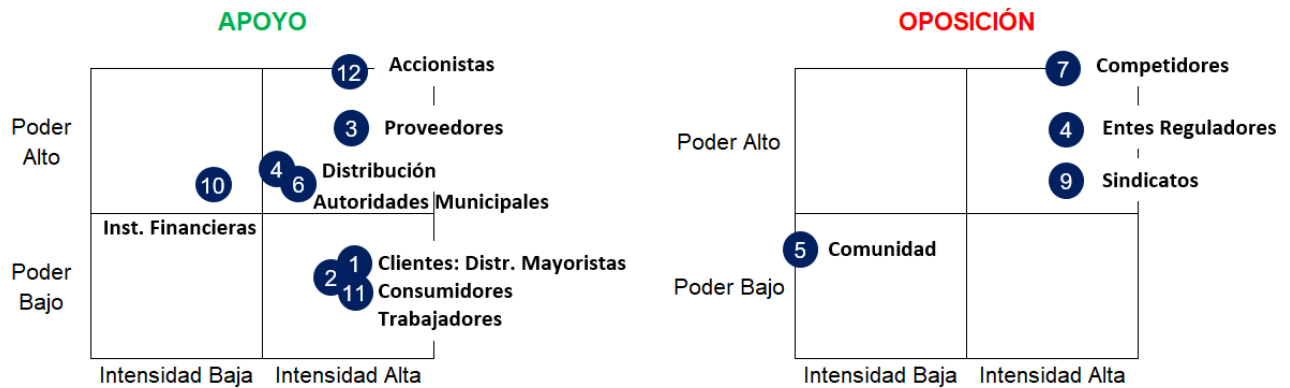 APOYO
12 Accionistas
Poder
Alto
3 Proveedores
4 Distribución
6
10
Autoridades Municipales
Inst. Financieras
Poder
Bajo
1 Clientes: Distr. Mayoristas
2
11 Consumidores
Trabajadores
Intensidad Baja
Intensidad Alta
OPOSICIÓN
7 Competidores
Poder Alto
4 Entes Reguladores
9 Sindicatos
5 Comunidad
Poder Bajo
Intensidad Baja
Intensidad Alta